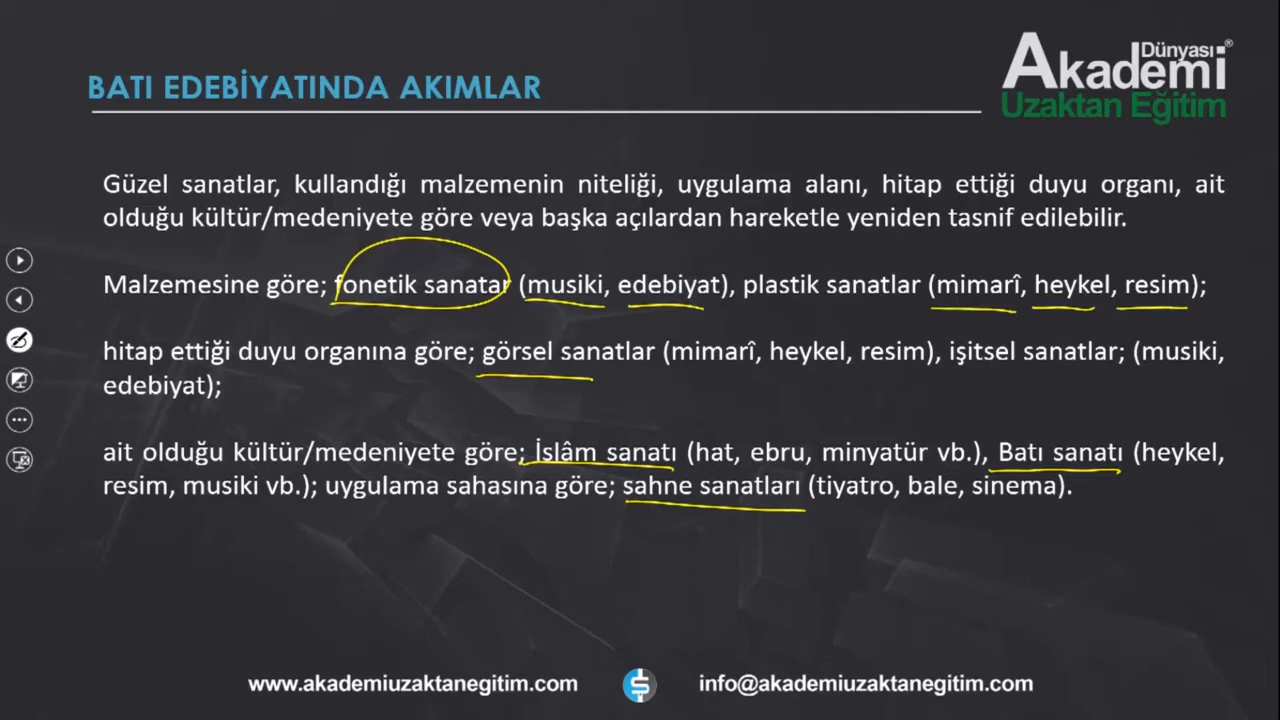 BATI EDEBİYATINDA AKIMLAR
Dünyası®
Akademi
Uzaktan Eğitim
Güzel sanatlar, kullandığı malzemenin niteliği, uygulama alanı, hitap ettiği duyu organı, ait
olduğu kültür/medeniyete göre veya başka açılardan hareketle yeniden tasnif edilebilir.
Malzemesine göre; fonetik sanatar (musiki, edebiyat), plastik sanatlar (mimarî, heykel, resim);
hitap ettiği duyu organına göre; görsel sanatlar (mimarî, heykel, resim), işitsel sanatlar; (musiki,
edebiyat);
ait olduğu kültür/medeniyete göre; İslâm sanatı (hat, ebru, minyatür vb.), Batı sanatı (heykel,
resim, musiki vb.); uygulama sahasına göre; sahne sanatları (tiyatro, bale, sinema).
www.akademiuzaktanegitim.com
info@akademiuzaktanegitim.com